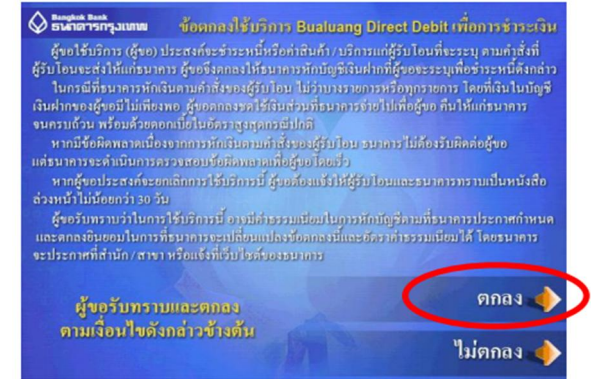 Bangkok Bank
ธนาคารกรุงเทพ
ข้อตกลงใช้บริการ Bualuang Direct Debit เพื่อการชำระเงิน
ผู้ขอใช้บริการ (ผู้ขอ) ประสงค์จะชำระหนี้หรือค่าสินค้า / บริการแก่ผู้รับโอนที่จะระบุ ตามคำสั่งที่
ผู้รับโอนจะส่งให้แก่ธนาคาร ผู้ขอจึงตกลงให้ธนาคารหักบัญชีเงินฝากที่ผู้ขอจะระบุเพื่อชำระหนี้ดังกล่าว
ในกรณีที่ธนาคารหักเงินตามคำสั่งของผู้รับโอน ไม่ว่าบางรายการหรือทุกรายการ โดยที่เงินในบัญชี
เงินฝากของผู้ขอมีไม่เพียงพอ ผู้ขอตกลงชดใช้เงินส่วนที่ธนาคารจ่ายไปเพื่อผู้ขอ คืนให้แก่ธนาคาร
จนครบถ้วน พร้อมด้วยดอกเบี้ยในอัตราสูงสุดกรณีปกติ
หากมีข้อผิดพลาดเนื่องจากการหักเงินตามคำสั่งของผู้รับโอน ธนาคารไม่ต้องรับผิดต่อผู้ขอ
แต่ธนาคารจะดำเนินการตรวจสอบข้อผิดพลาดเพื่อผู้ขอโดยเร็ว
หากผู้ขอประสงค์จะยกเลิกการใช้บริการนี้ ผู้ขอต้องแจ้งให้ผู้รับโอนและธนาคารทราบเป็นหนังสือ
ล่วงหน้าไม่น้อยกว่า 30 วัน
ผู้ขอรับทราบว่าในการใช้บริการนี้ อาจมีค่าธรรมเนียมในการหักบัญชีตามที่ธนาคารประกาศกำหนด
และตกลงยินยอมในการที่ธนาคารจะเปลี่ยนแปลงข้อตกลงนี้และอัตราค่าธรรมเนียมได้ โดยธนาคาร
จะประกาศที่สำนัก / สาขา หรือแจ้งที่เว็บไซต์ของธนาคาร
ตกลง
ผู้ขอรับทราบและตกลง
ตามเงื่อนไขดังกล่าวข้างต้น
ไม่ตกลง